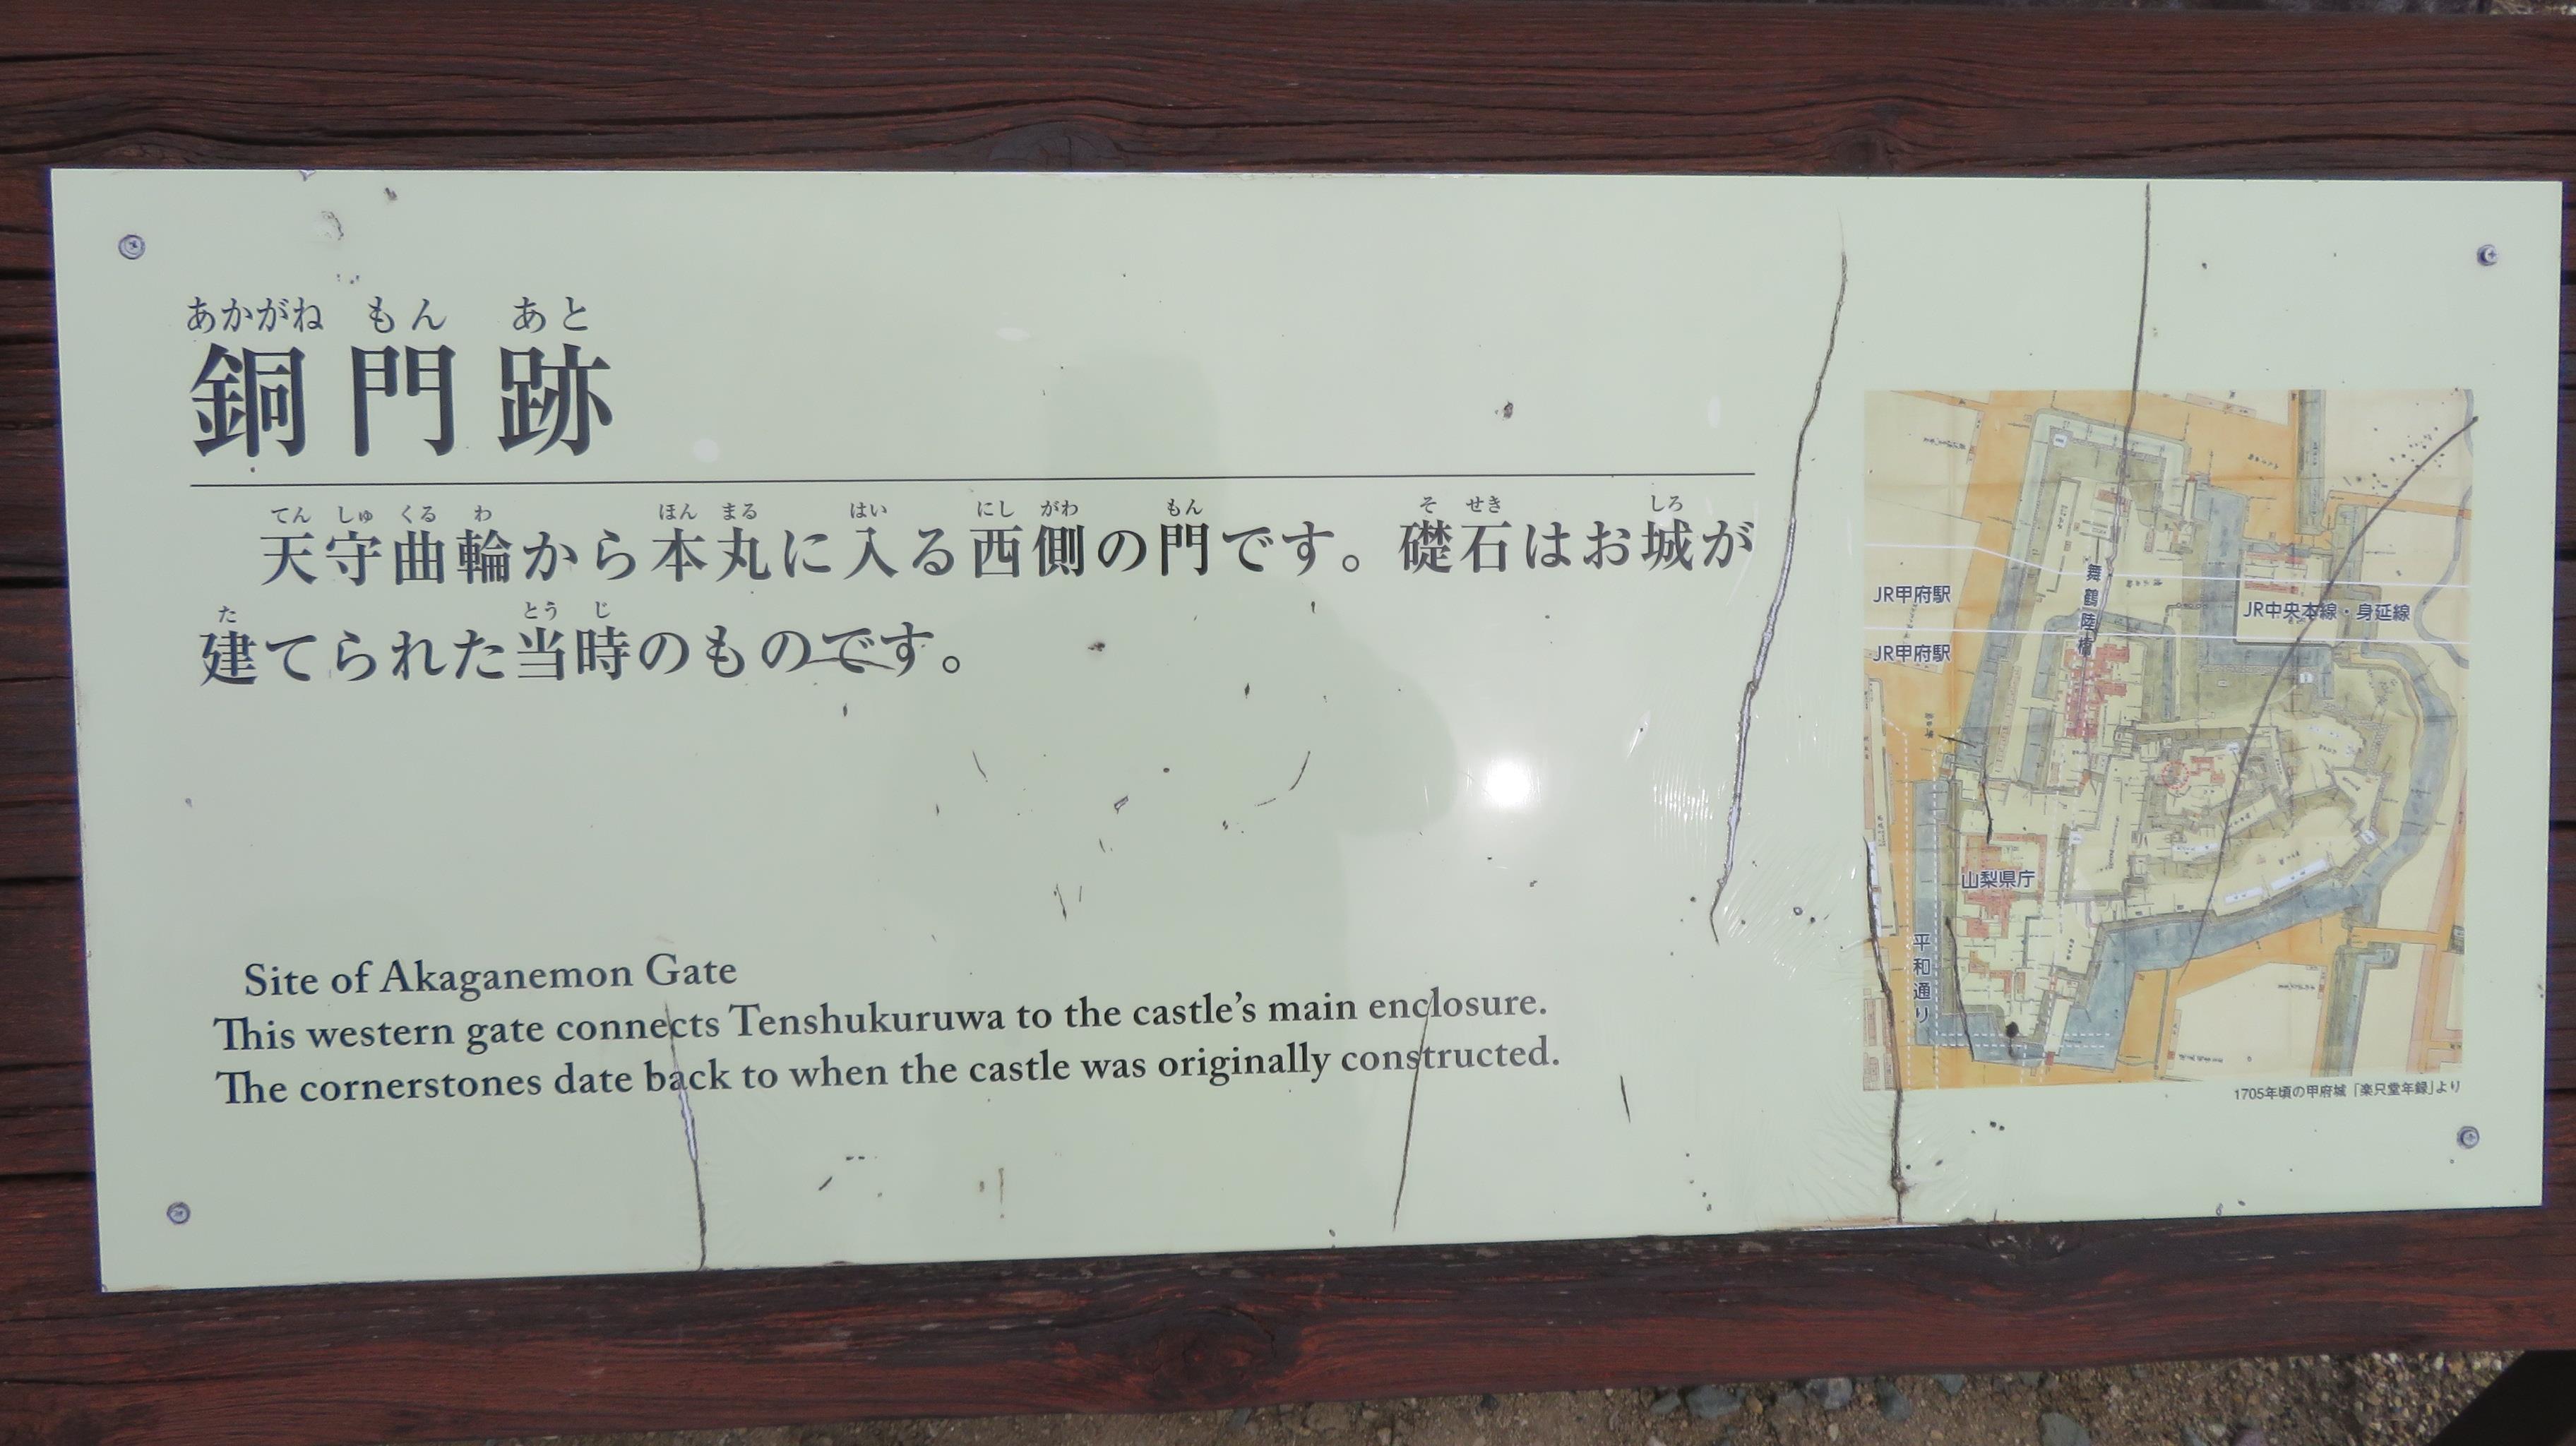 あかがね もん あと
銅門跡
てん しゅ くる わ ほん まる はい にし がわ もん そ せき しろ
天守曲輪から本丸に入る西側の門です。礎石はお城が
た とう じ
建てられた当時のものです。
Site of Akaganemon Gate
This western gate connects Tenshukuruwa to the castle's main enclosure.
The cornerstones date back to when the castle was originally constructed.
JR甲府駅
JR甲府駅
舞鶴陸橋
JR中央本線・身延線
山梨県庁
平和通り
1705年頃の甲府城「楽只堂年録」より